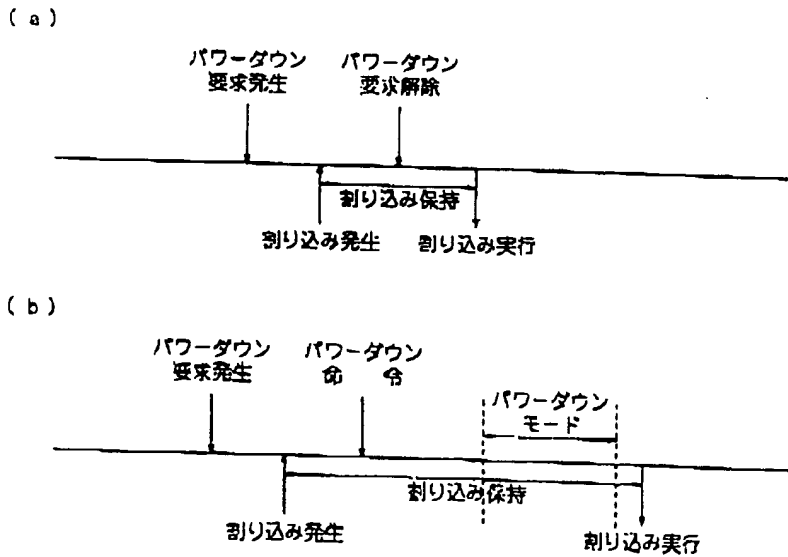 (a)
パワーダウン
要求発生
パワーダウン
要求解除
割り込み保持
割り込み発生
割り込み実行
(b)
パワーダウン
要求発生
パワーダウン
命 令
パワーダウン
モード
割り込み保持
割り込み発生
割り込み実行